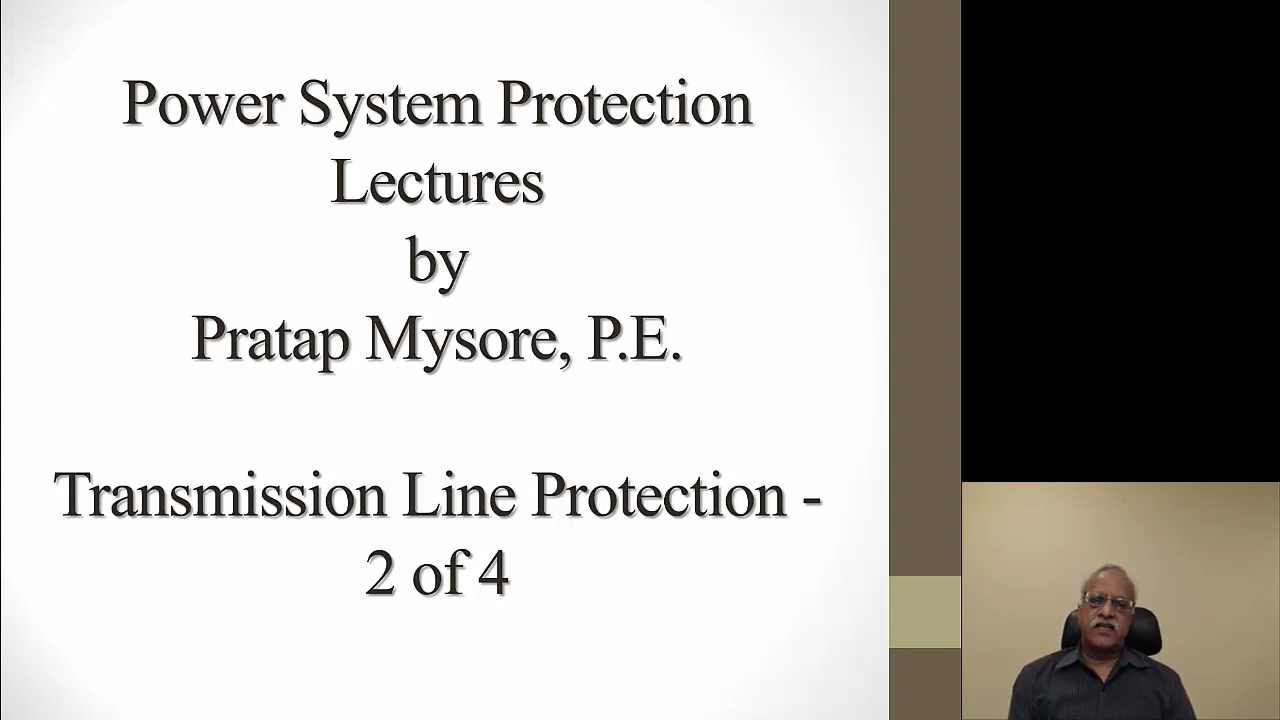 Power System Protection
Lectures
by
Pratap Mysore, P.E.
Transmission Line Protection -
2 of 4